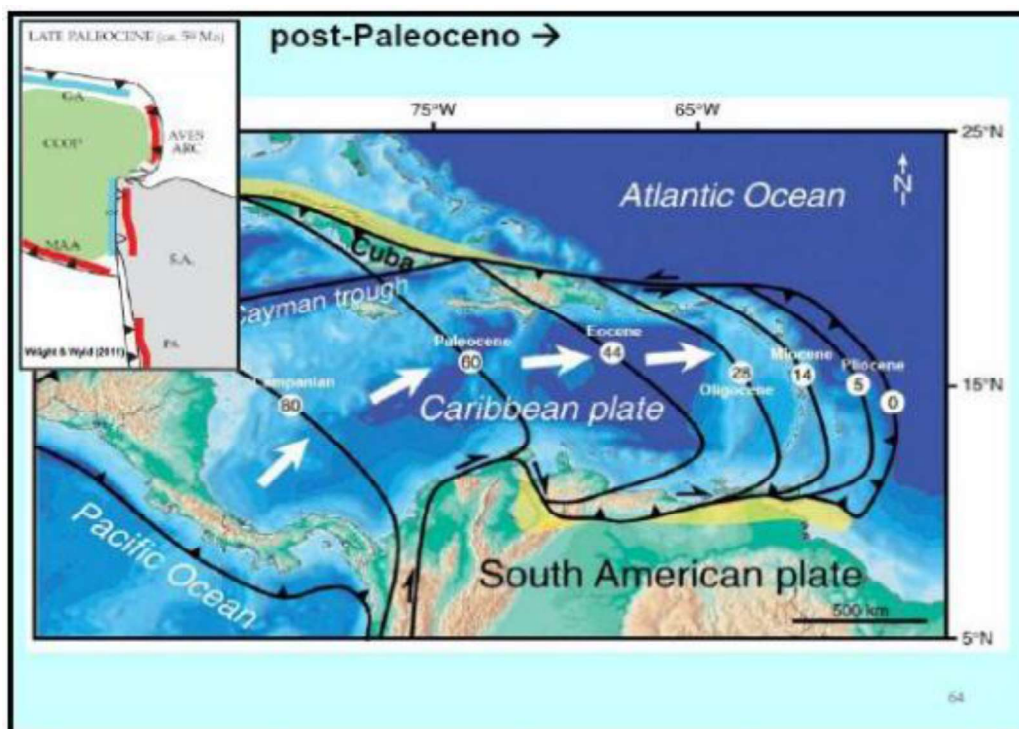 post-Paleoceno →
LATE PALEOCENE (ca. 59 Ma)
GA
CCOP
AVES
ARC
MAA
S.A.
Wright & Wyld (2011)
75°W
65°W
25°N
N
Atlantic Ocean
Cuba
Cayman trough
Paleocene
60
Eocene
44
28
Oligocene
Miocene
14
Pliocene
5
0
15°N
Campanian
80
Caribbean plate
Pacific Ocean
South American plate
500 km
5°N
64